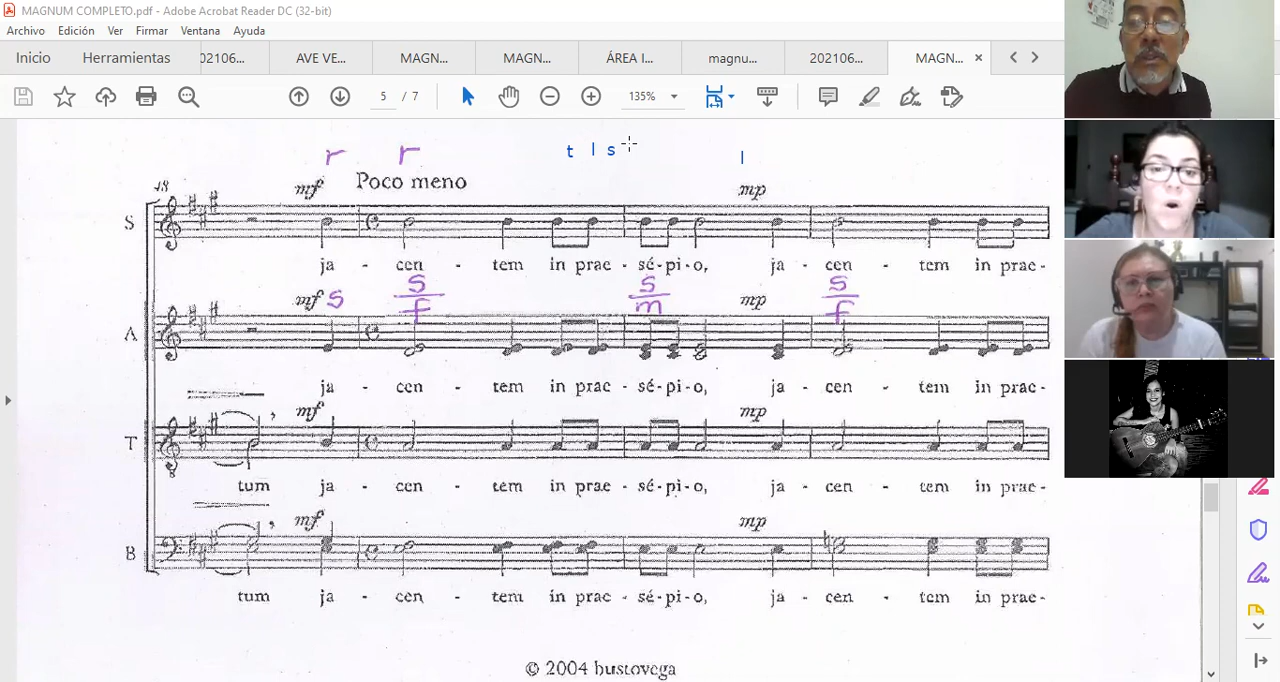 MAGNUM COMPLETO.pdf - Adobe Acrobat Reader DC (32-bit)
Archivo Edición Ver Firmar Ventana Ayuda
Inicio Herramientas 02106... AVE VE... MAGN... MAGN... ÁREA I... magnu... 202106... MAGN...
5 / 7 135%
r r t l s l
48 mf Poco meno mp
S
ja - cen - tem in prae - sé-pi-o, ja - cen - tem in prae-
mf s s/f s/m mp s/f
A
ja - cen - tem in prae - sé-pi-o, ja - cen - tem in prae-
mf mp
T
tum ja - cen - tem in prae - sé-pi-o, ja - cen - tem in prae-
mf mp
B
tum ja - cen - tem in prae - sé-pi-o, ja - cen - tem in prae-
© 2004 bustovega